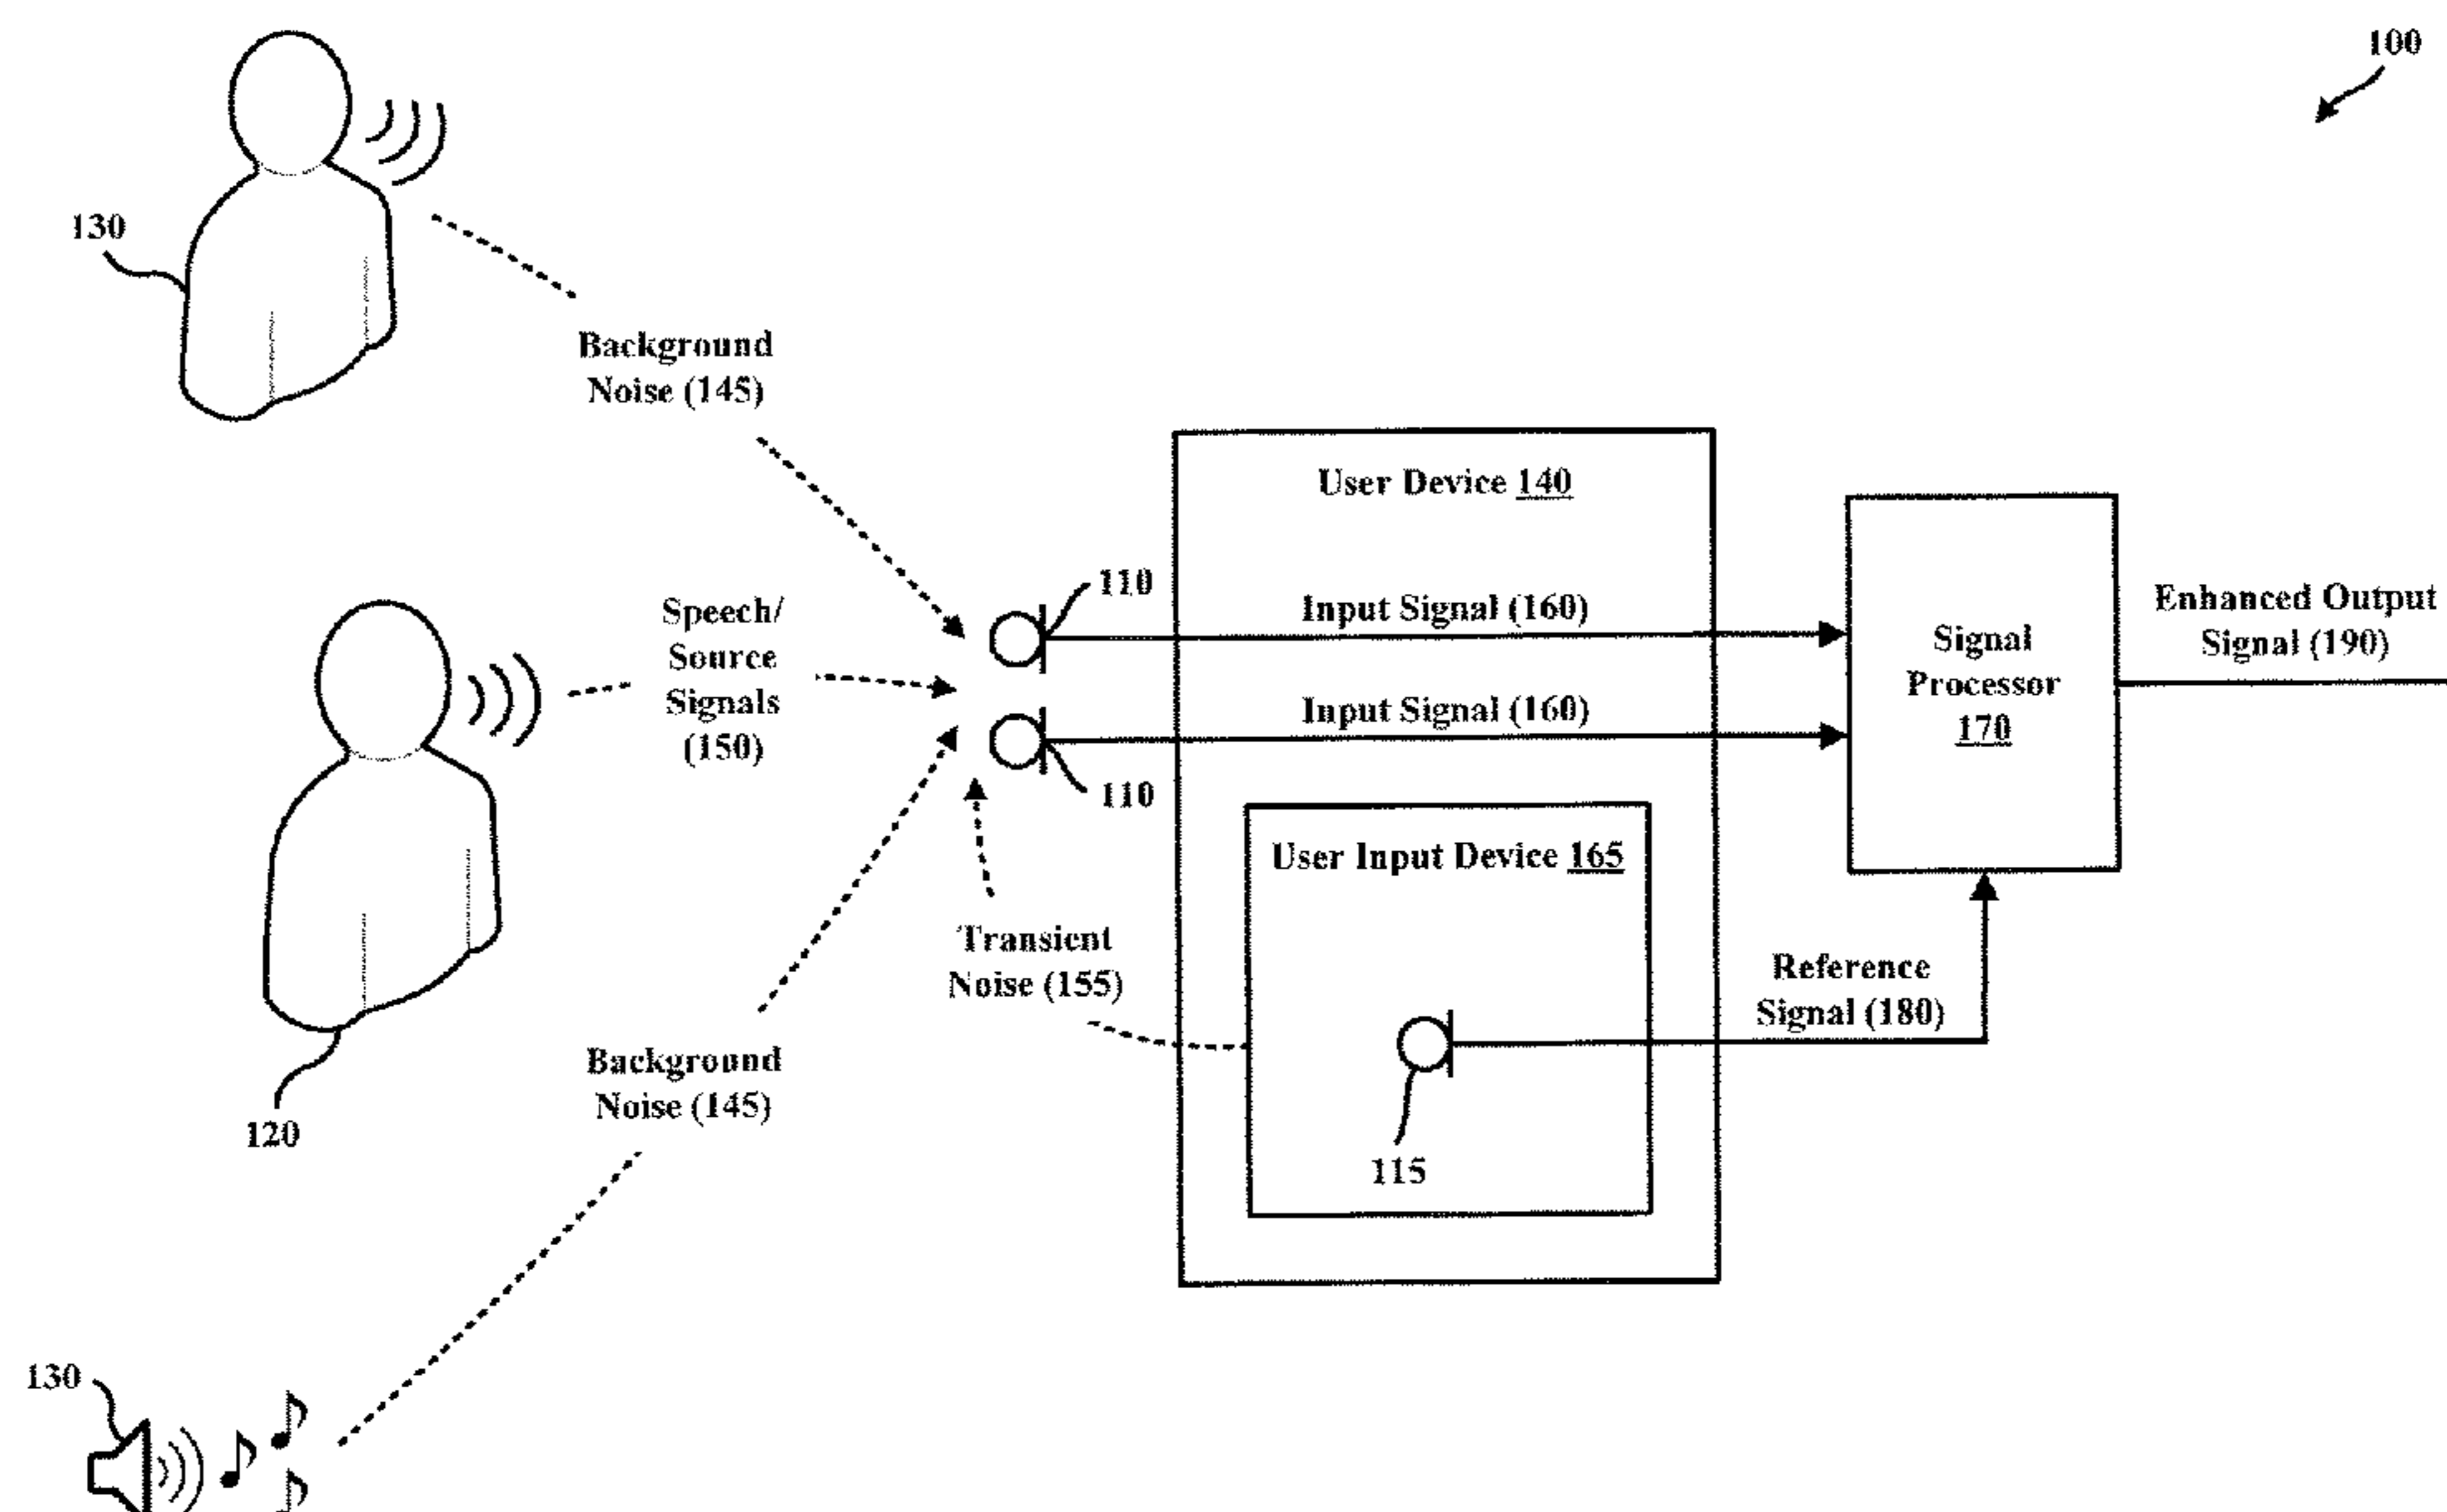 100
130
Background
Noise (145)
User Device 140
110
Speech/
Source
Signals
(150)
Input Signal (160)
Input Signal (160)
110
Signal
Processor
170
Enhanced Output
Signal (190)
User Input Device 165
Transient
Noise (155)
Reference
Signal (180)
115
Background
Noise (145)
120
130